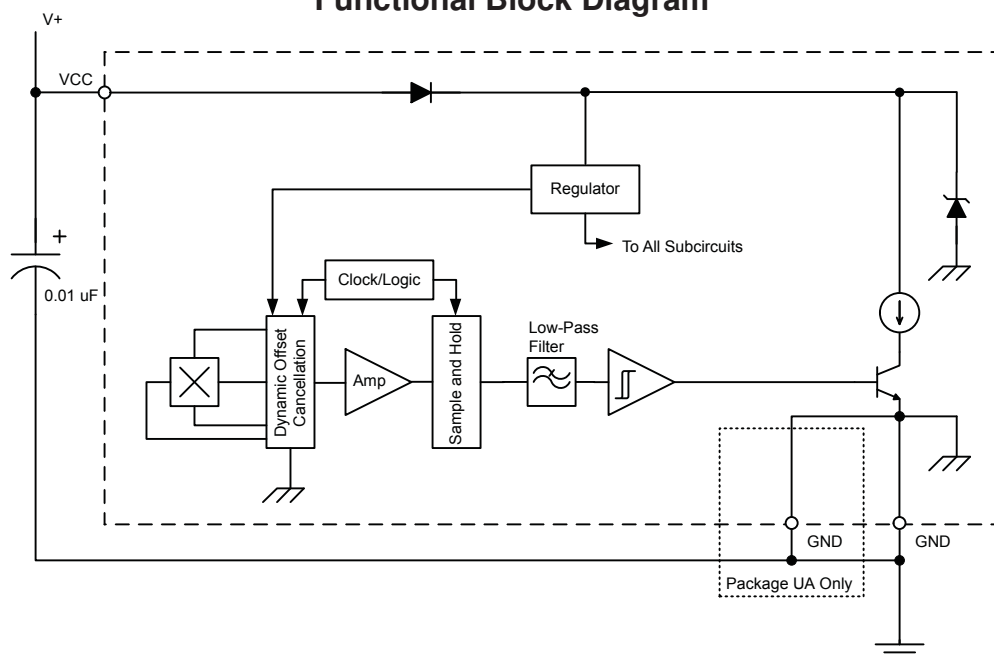 Functional Block Diagram
V+
VCC
Regulator
To All Subcircuits
+
0.01 uF
Clock/Logic
Dynamic Offset
Cancellation
Amp
Sample and Hold
Low-Pass
Filter
GND
GND
Package UA Only